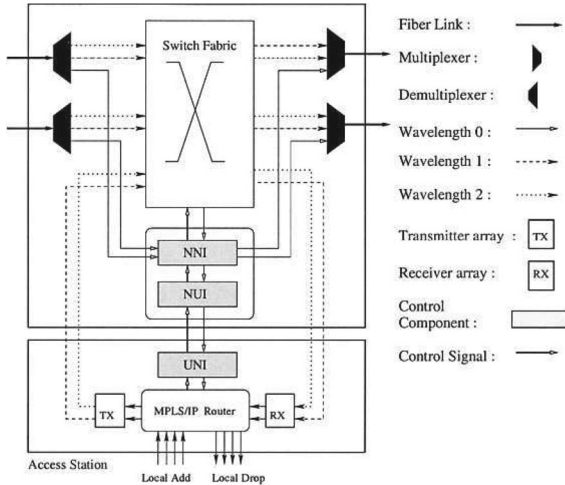 Switch Fabric
NNI
NUI
UNI
TX
MPLS/IP Router
RX
Access Station
Local Add
Local Drop
Fiber Link :
Multiplexer :
Demultiplexer :
Wavelength 0 :
Wavelength 1 :
Wavelength 2 :
Transmitter array :
TX
Receiver array :
RX
Control
Component :
Control Signal :